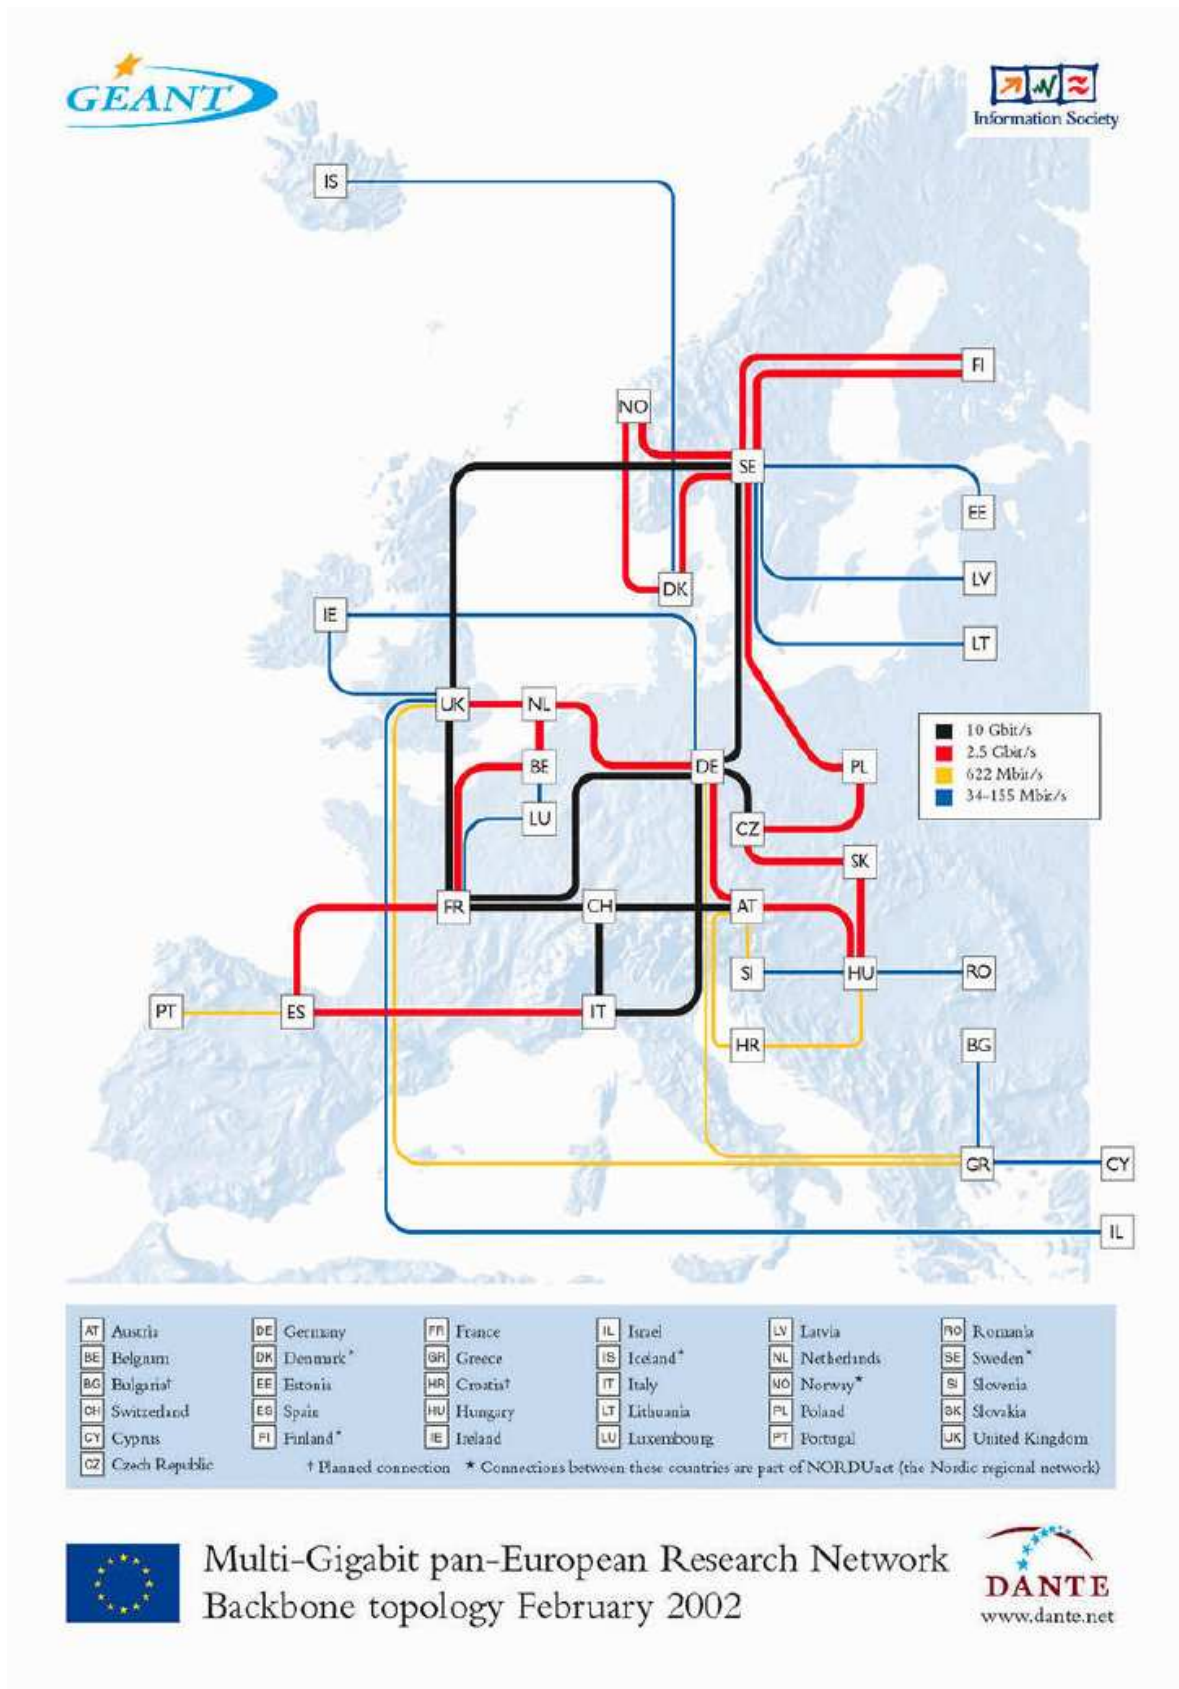 GEANT
Information Society
IS
FI
NO
SE
EE
LV
DK
IE
LT
UK
NL
BE
DE
PL
LU
CZ
SK
FR
CH
AT
SI
HU
RO
PT
ES
IT
HR
BG
GR
CY
IL
10 Gbit/s
2.5 Gbit/s
622 Mbit/s
34-155 Mbit/s
AT Austria
BE Belgium
BG Bulgaria†
CH Switzerland
CY Cyprus
CZ Czech Republic
DE Germany
DK Denmark*
EE Estonia
ES Spain
FI Finland*
FR France
GR Greece
HR Croatia†
HU Hungary
IE Ireland
IL Israel
IS Iceland*
IT Italy
LT Lithuania
LU Luxembourg
LV Latvia
NL Netherlands
NO Norway*
PL Poland
PT Portugal
RO Romania
SE Sweden*
SI Slovenia
SK Slovakia
UK United Kingdom
† Planned connection * Connections between these countries are part of NORDUnet (the Nordic regional network)
Multi-Gigabit pan-European Research Network
Backbone topology February 2002
DANTE
www.dante.net